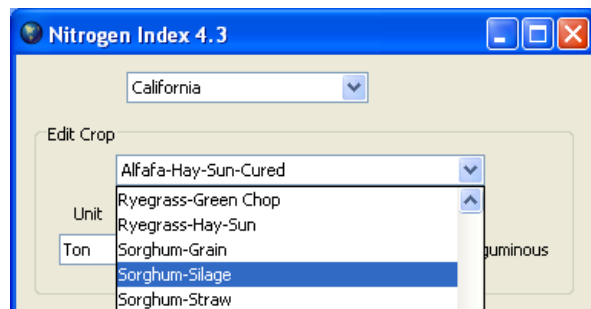 Nitrogen Index 4.3
California
Edit Crop
Alfafa-Hay-Sun-Cured
Ryegrass-Green Chop
Unit
Ryegrass-Hay-Sun
Ton
Sorghum-Grain
guminous
Sorghum-Silage
Sorghum-Straw